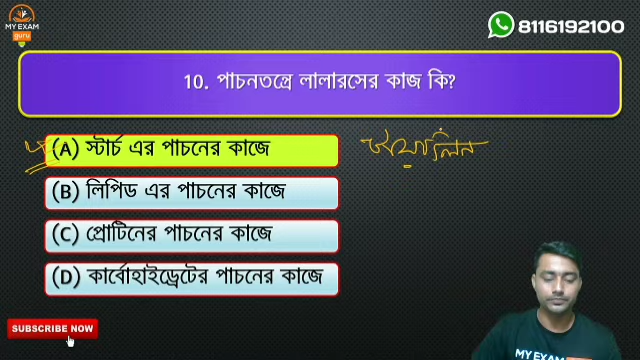 MY EXAM
guru
8116192100
10. পাচনতন্ত্রে লালারসের কাজ কি?
(A) স্টার্চ এর পাচনের কাজে
টায়ালিন
(B) লিপিড এর পাচনের কাজে
(C) প্রোটিনের পাচনের কাজে
(D) কার্বোহাইড্রেটের পাচনের কাজে
SUBSCRIBE NOW
MY EXAM